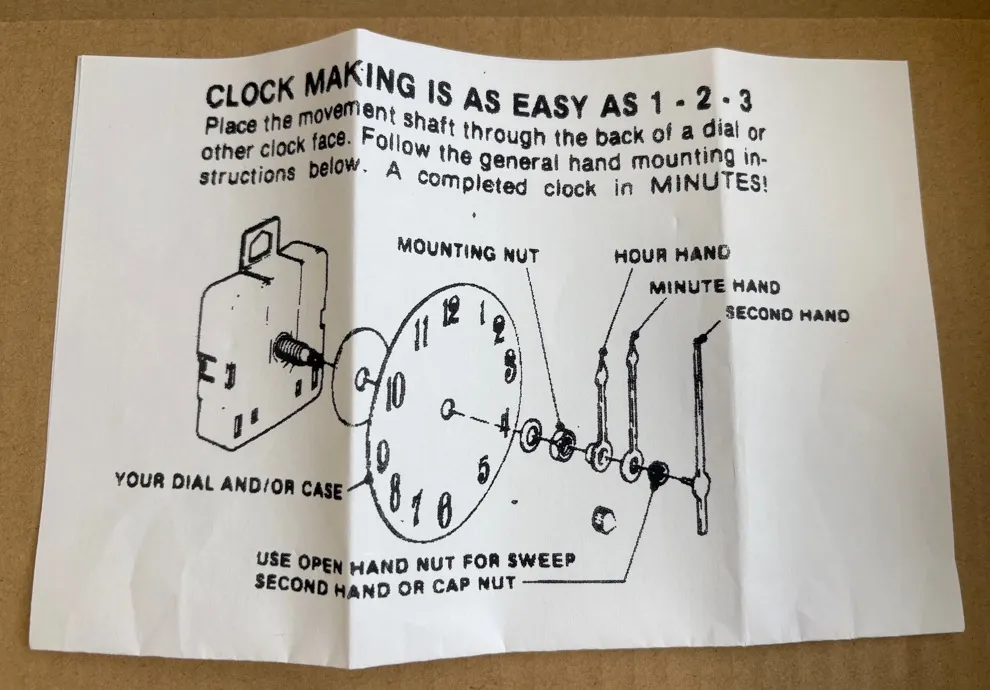 CLOCK MAKING IS AS EASY AS 1 - 2 - 3
Place the movement shaft through the back of a dial or
other clock face. Follow the general hand mounting in-
structions below. A completed clock in MINUTES!
MOUNTING NUT
HOUR HAND
MINUTE HAND
SECOND HAND
12
1
2
3
4
5
6
7
8
9
10
11
YOUR DIAL AND/OR CASE
USE OPEN HAND NUT FOR SWEEP
SECOND HAND OR CAP NUT